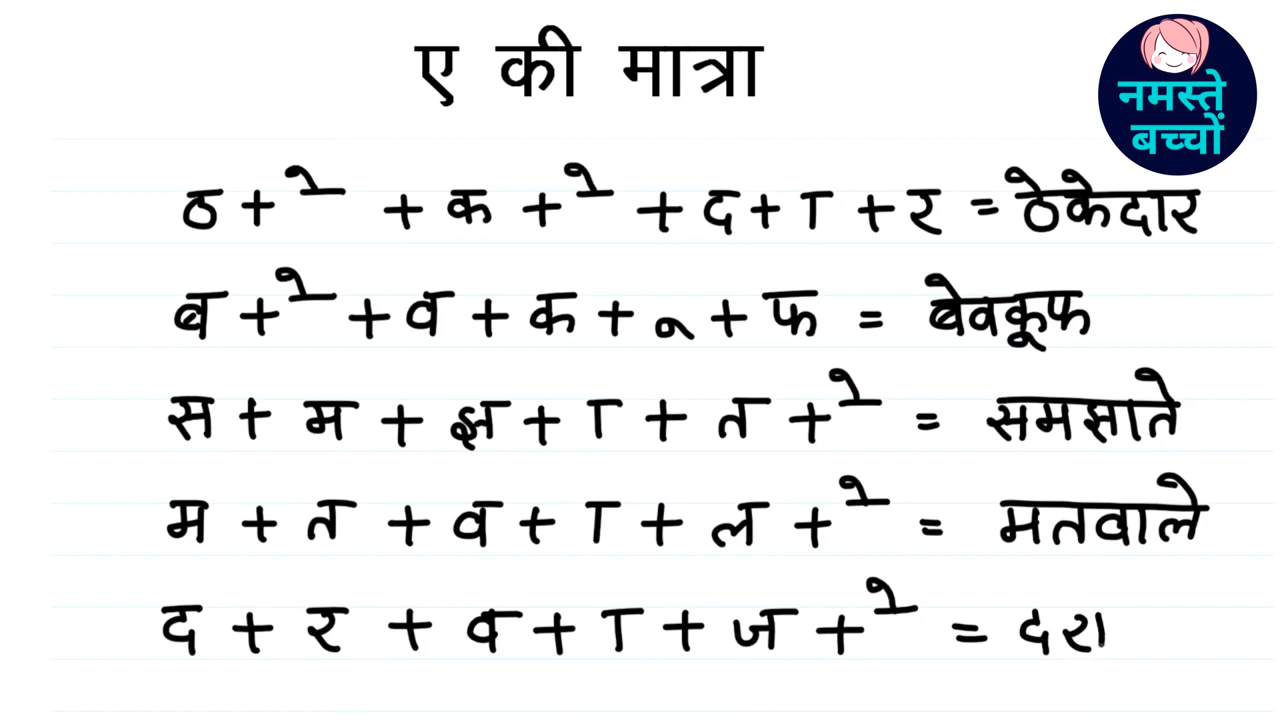 ए की मात्रा
नमस्ते
बच्चों
ठ + े + क + े + द + ा + र = ठेकेदार
ब + े + व + क + ू + फ = बेवकूफ
स + म + झ + ा + त + े = समझाते
म + त + व + ा + ल + े = मतवाले
द + र + व + ा + ज + े = दरा